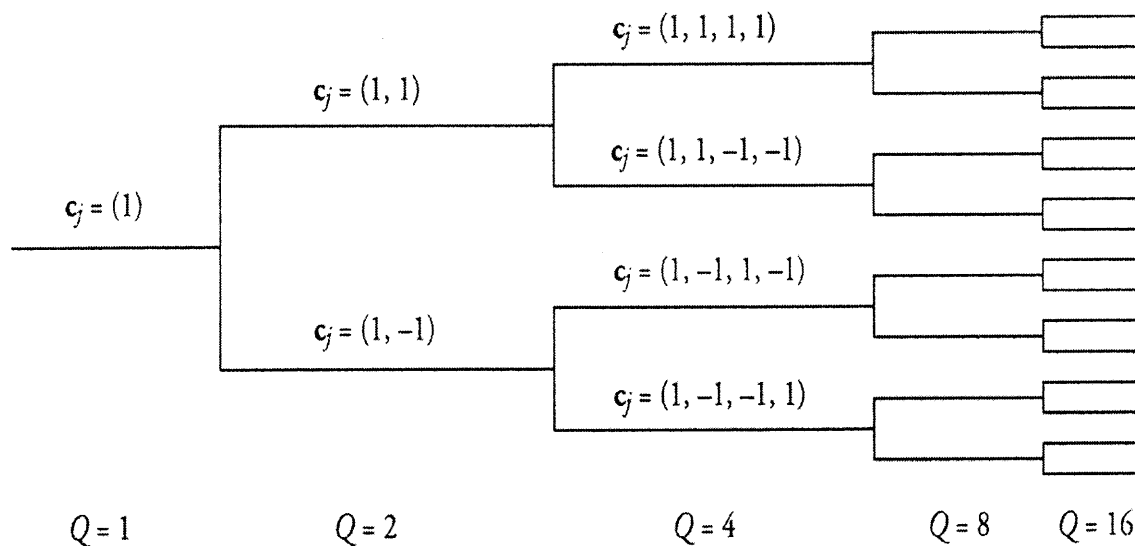 c_j = (1, 1, 1, 1)
c_j = (1, 1)
c_j = (1, 1, –1, –1)
c_j = (1)
c_j = (1, –1, 1, –1)
c_j = (1, –1)
c_j = (1, –1, –1, 1)
Q = 1 Q = 2 Q = 4 Q = 8 Q = 16